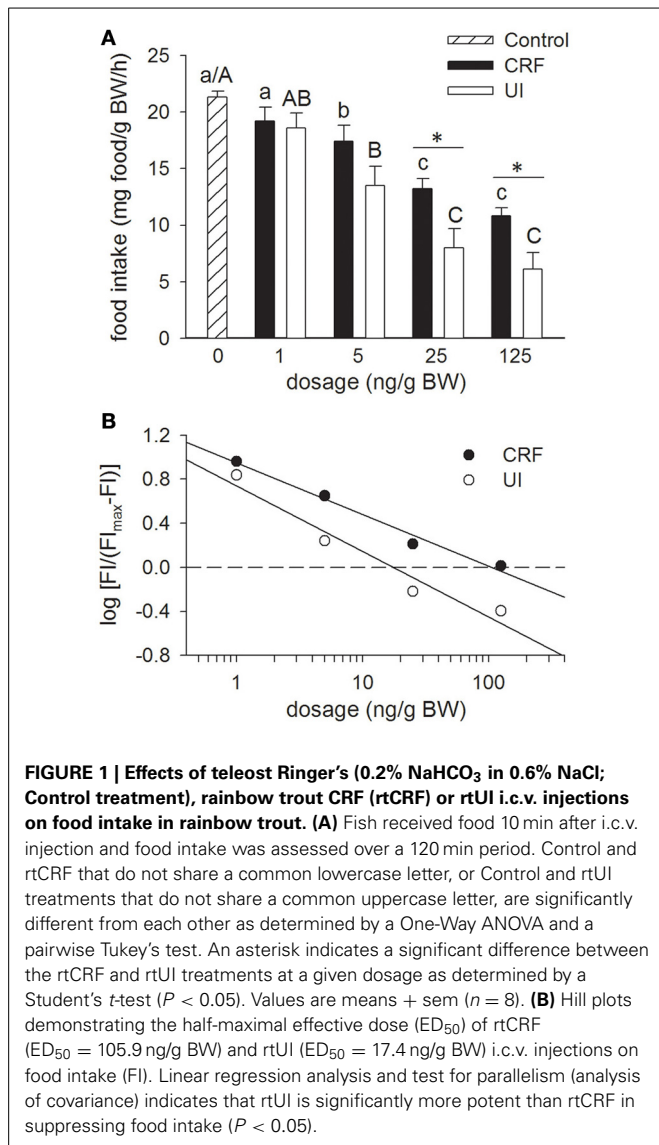 A
Control
CRF
UI
a/A
a
AB
b
B
*
c
C
*
c
C
food intake (mg food/g BW/h)
25
20
15
10
5
0
0 1 5 25 125
dosage (ng/g BW)
B
CRF
UI
log [FI/(FImax-FI)]
1.2
0.8
0.4
0.0
-0.4
-0.8
1 10 100
dosage (ng/g BW)
FIGURE 1 | Effects of teleost Ringer's (0.2% NaHCO₃ in 0.6% NaCl;
Control treatment), rainbow trout CRF (rtCRF) or rtUI i.c.v. injections
on food intake in rainbow trout. (A) Fish received food 10 min after i.c.v.
injection and food intake was assessed over a 120 min period. Control and
rtCRF that do not share a common lowercase letter, or Control and rtUI
treatments that do not share a common uppercase letter, are significantly
different from each other as determined by a One-Way ANOVA and a
pairwise Tukey's test. An asterisk indicates a significant difference between
the rtCRF and rtUI treatments at a given dosage as determined by a
Student's t-test (P < 0.05). Values are means + sem (n = 8). (B) Hill plots
demonstrating the half-maximal effective dose (ED₅₀) of rtCRF
(ED₅₀ = 105.9 ng/g BW) and rtUI (ED₅₀ = 17.4 ng/g BW) i.c.v. injections on
food intake (FI). Linear regression analysis and test for parallelism (analysis
of covariance) indicates that rtUI is significantly more potent than rtCRF in
suppressing food intake (P < 0.05).